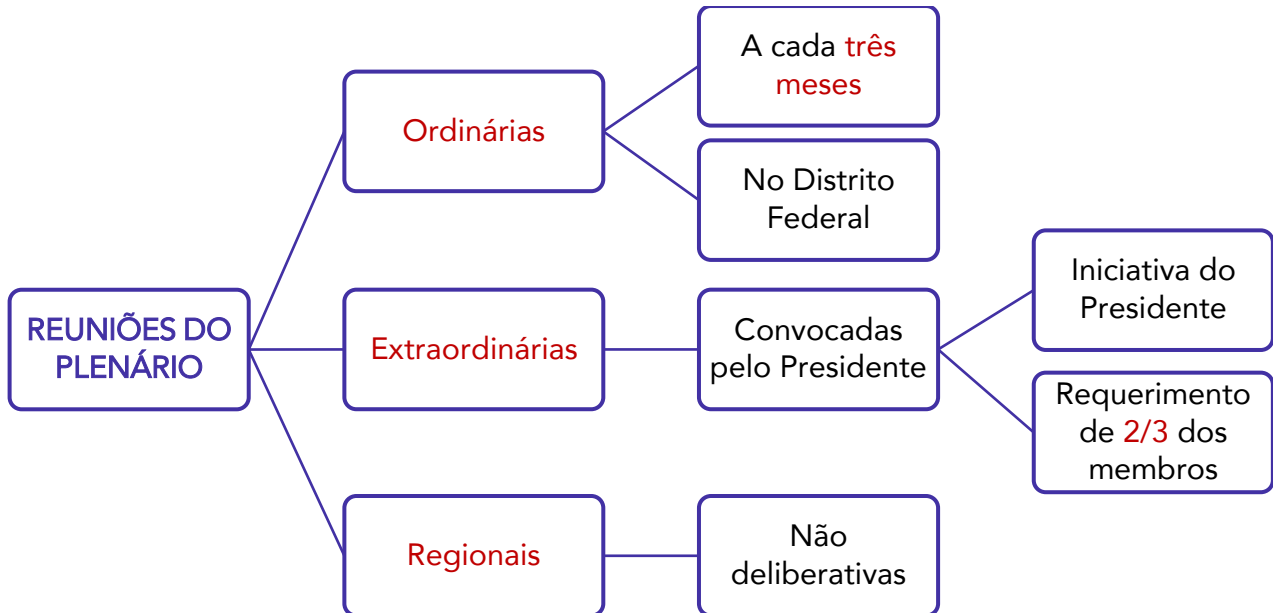 REUNIÕES DO
PLENÁRIO
Ordinárias
A cada três
meses
No Distrito
Federal
Extraordinárias
Convocadas
pelo Presidente
Iniciativa do
Presidente
Requerimento
de 2/3 dos
membros
Regionais
Não
deliberativas